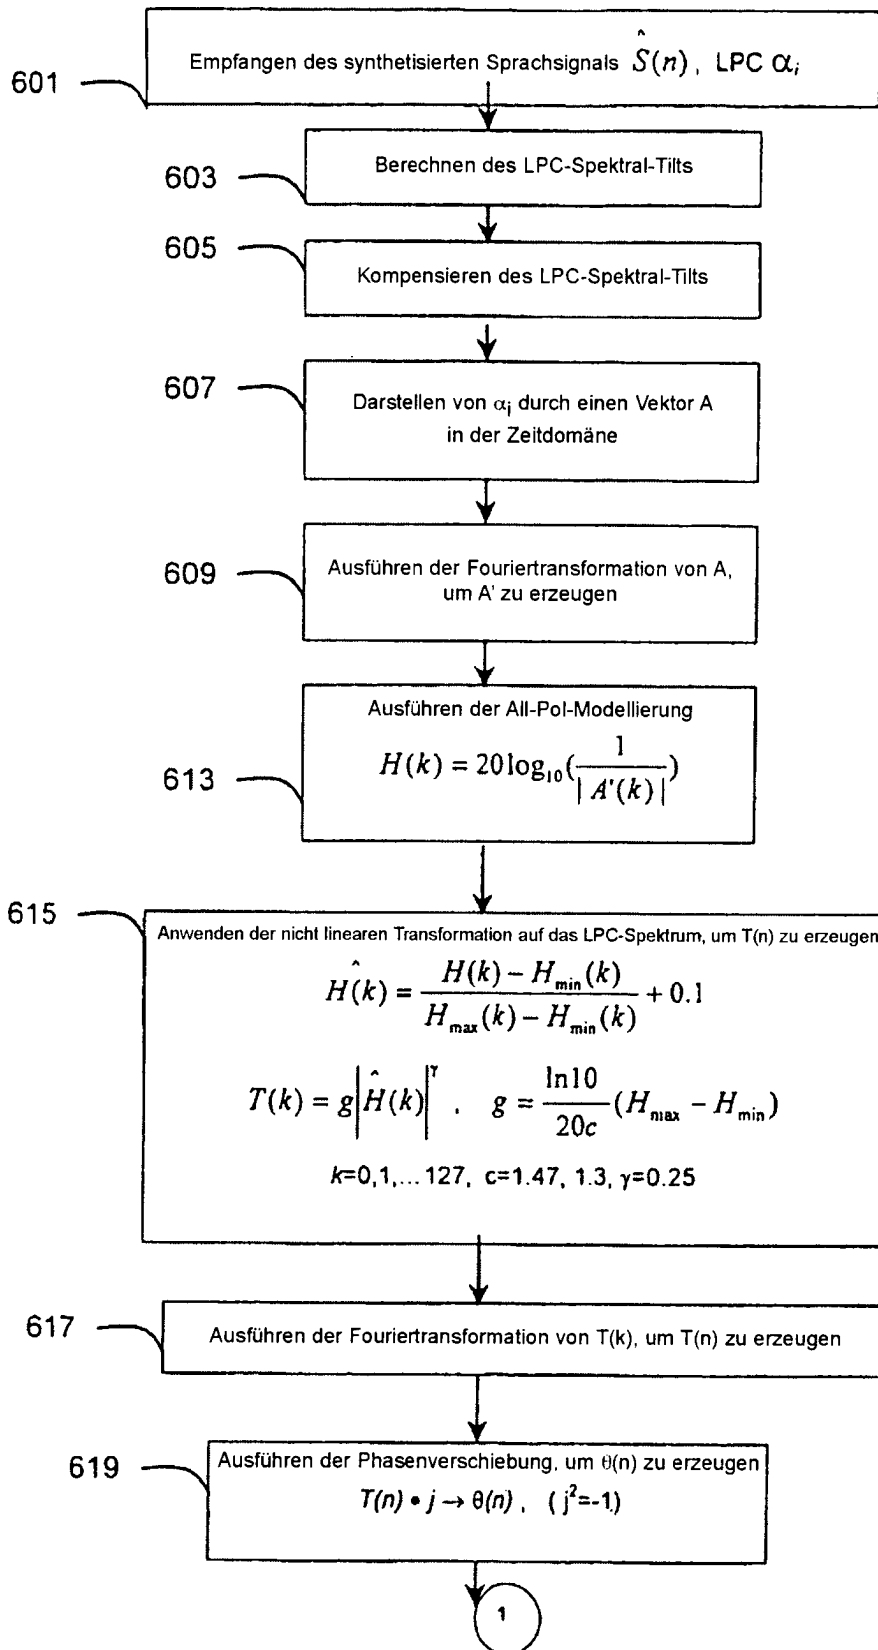 601
Empfangen des synthetisierten Sprachsignals Ŝ(n), LPC α_i
603
Berechnen des LPC-Spektral-Tilts
605
Kompensieren des LPC-Spektral-Tilts
607
Darstellen von α_i durch einen Vektor A
in der Zeitdomäne
609
Ausführen der Fouriertransformation von A,
um A' zu erzeugen
613
Ausführen der All-Pol-Modellierung
H(k) = 20 log₁₀(1 / | A'(k) |)
615
Anwenden der nicht linearen Transformation auf das LPC-Spektrum, um T(n) zu erzeugen
Ĥ(k) = (H(k) − H_min(k)) / (H_max(k) − H_min(k)) + 0.1
T(k) = g|Ĥ(k)|^γ, g = (ln10 / 20c)(H_max − H_min)
k=0,1,...127, c=1.47, 1.3, γ=0.25
617
Ausführen der Fouriertransformation von T(k), um T(n) zu erzeugen
619
Ausführen der Phasenverschiebung, um θ(n) zu erzeugen
T(n) • j → θ(n), ( j²=-1)
1